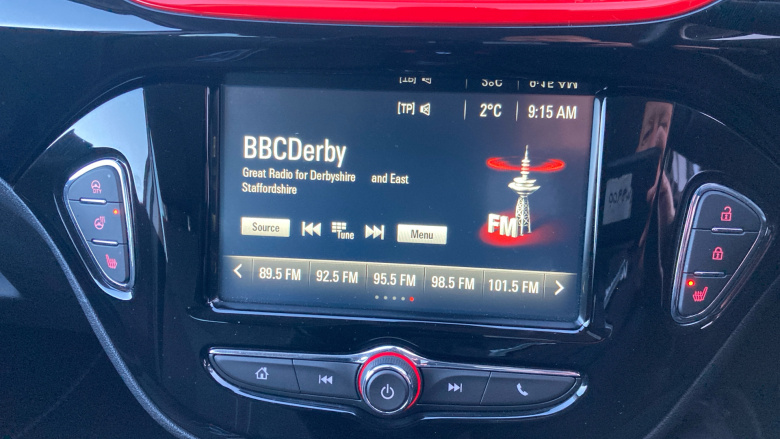 [TP] 2°C 9:15 AM
BBCDerby
Great Radio for Derbyshire and East
Staffordshire
FM
Source Tune Menu
89.5 FM 92.5 FM 95.5 FM 98.5 FM 101.5 FM
CITY